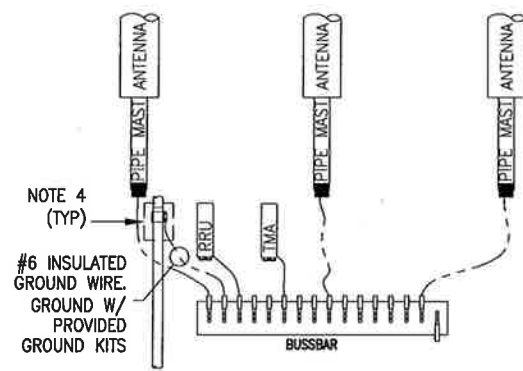 PIPE MAST ANTENNA
PIPE MAST ANTENNA
PIPE MAST ANTENNA
NOTE 4
(TYP)
RRU
TMA
#6 INSULATED
GROUND WIRE.
GROUND W/
PROVIDED
GROUND KITS
BUSSBAR